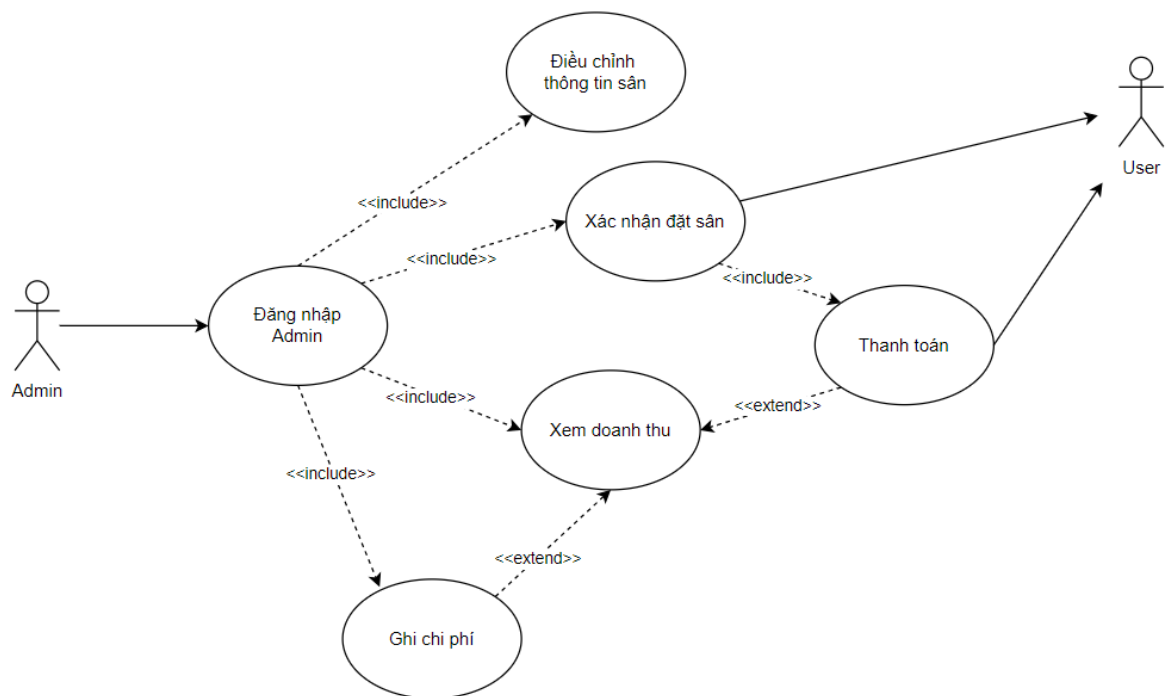 Điều chỉnh
thông tin sân
User
<<include>>
Xác nhận đặt sân
<<include>>
<<include>>
Đăng nhập
Admin
Thanh toán
Admin
<<include>>
<<extend>>
Xem doanh thu
<<include>>
<<extend>>
Ghi chi phí